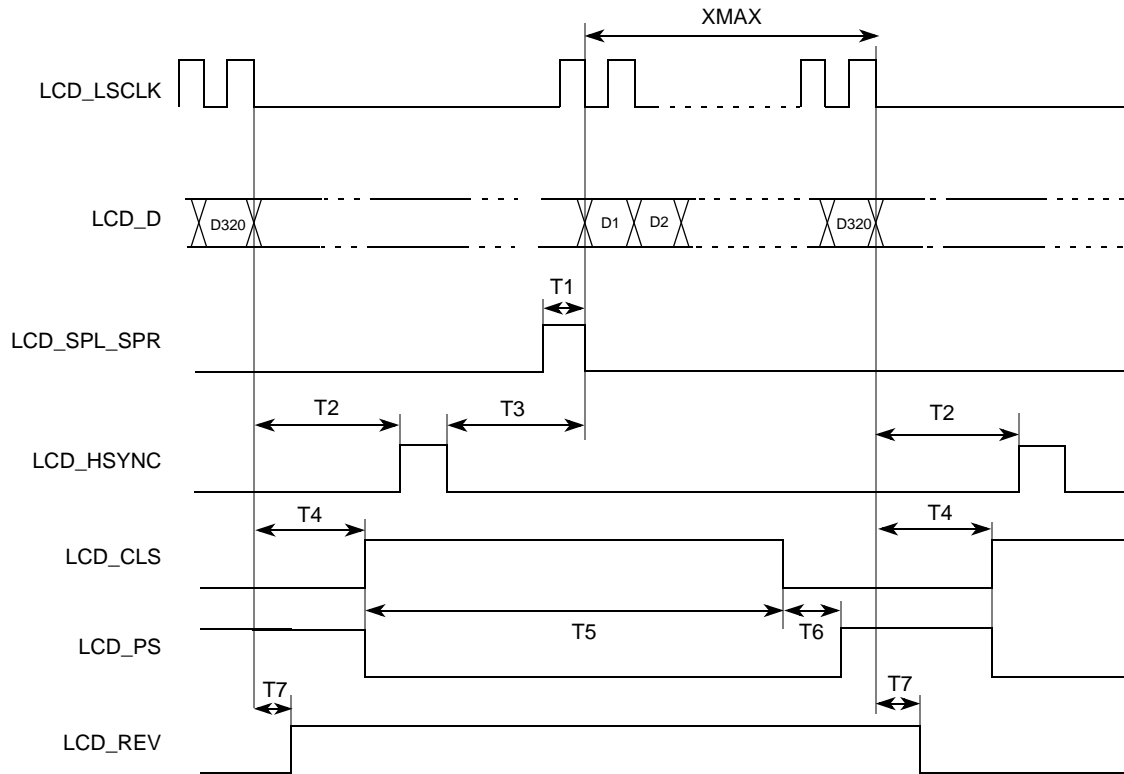 XMAX
LCD_LSCLK
LCD_D
D320
D1
D2
D320
T1
LCD_SPL_SPR
T2
T3
T2
LCD_HSYNC
T4
T4
LCD_CLS
T5
T6
LCD_PS
T7
T7
LCD_REV